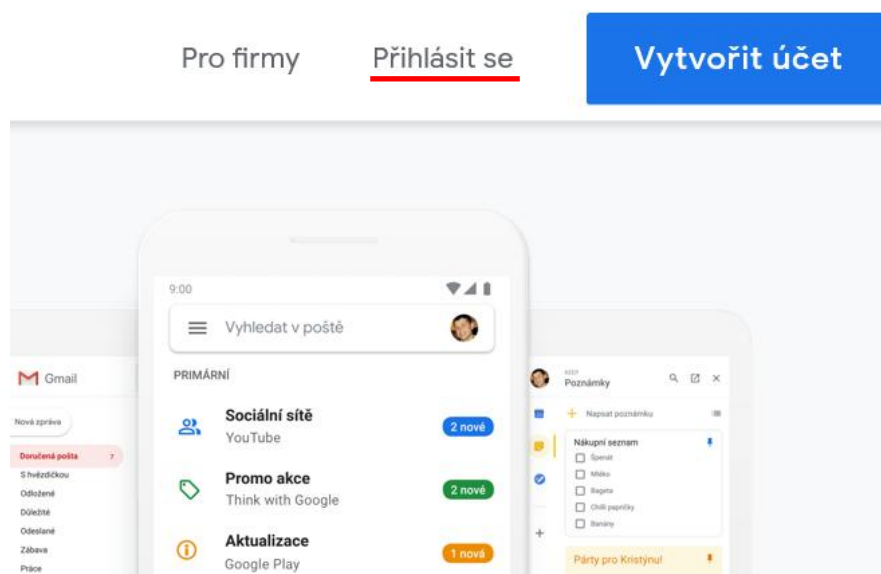 Pro firmy
Přihlásit se
Vytvořit účet
9:00
Vyhledat v poště
PRIMÁRNÍ
Sociální sítě
2 nové
YouTube
Promo akce
2 nové
Think with Google
Aktualizace
1 nová
Google Play
Gmail
Nová zpráva
Doručená pošta 7
S hvězdičkou
Odložené
Důležité
Odeslané
Zábava
Práce
KEEP
Poznámky
Napsat poznámku
Nákupní seznam
Špenát
Mléko
Bageta
Chilli papričky
Banány
Párty pro Kristýnu!